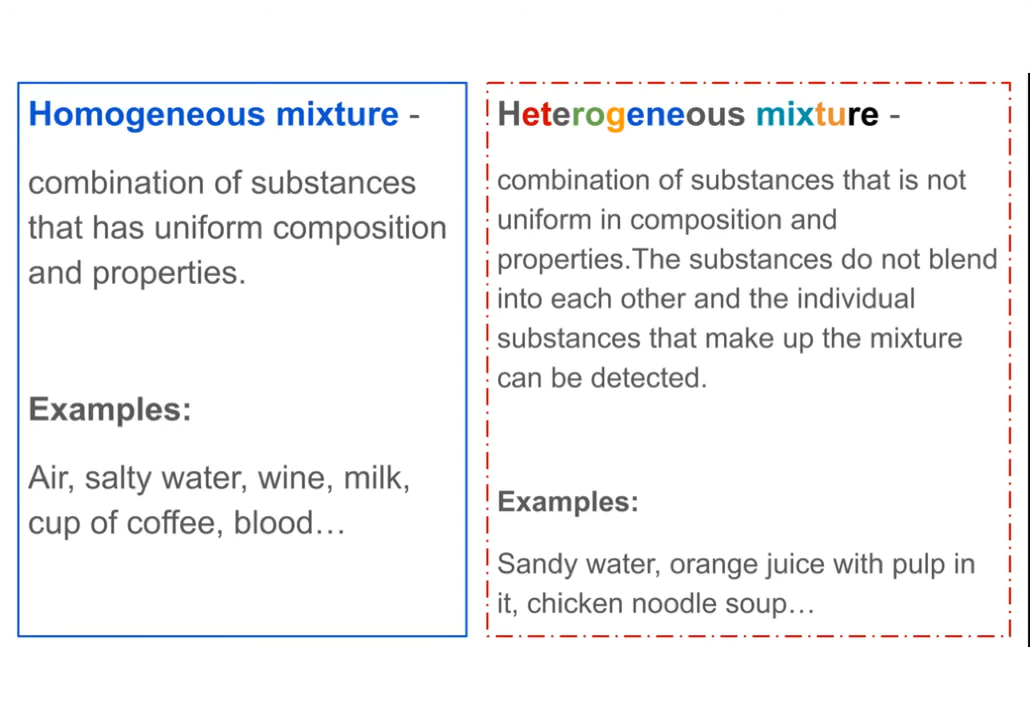 Homogeneous mixture -
combination of substances
that has uniform composition
and properties.
Examples:
Air, salty water, wine, milk,
cup of coffee, blood…
Heterogeneous mixture -
combination of substances that is not
uniform in composition and
properties.The substances do not blend
into each other and the individual
substances that make up the mixture
can be detected.
Examples:
Sandy water, orange juice with pulp in
it, chicken noodle soup…